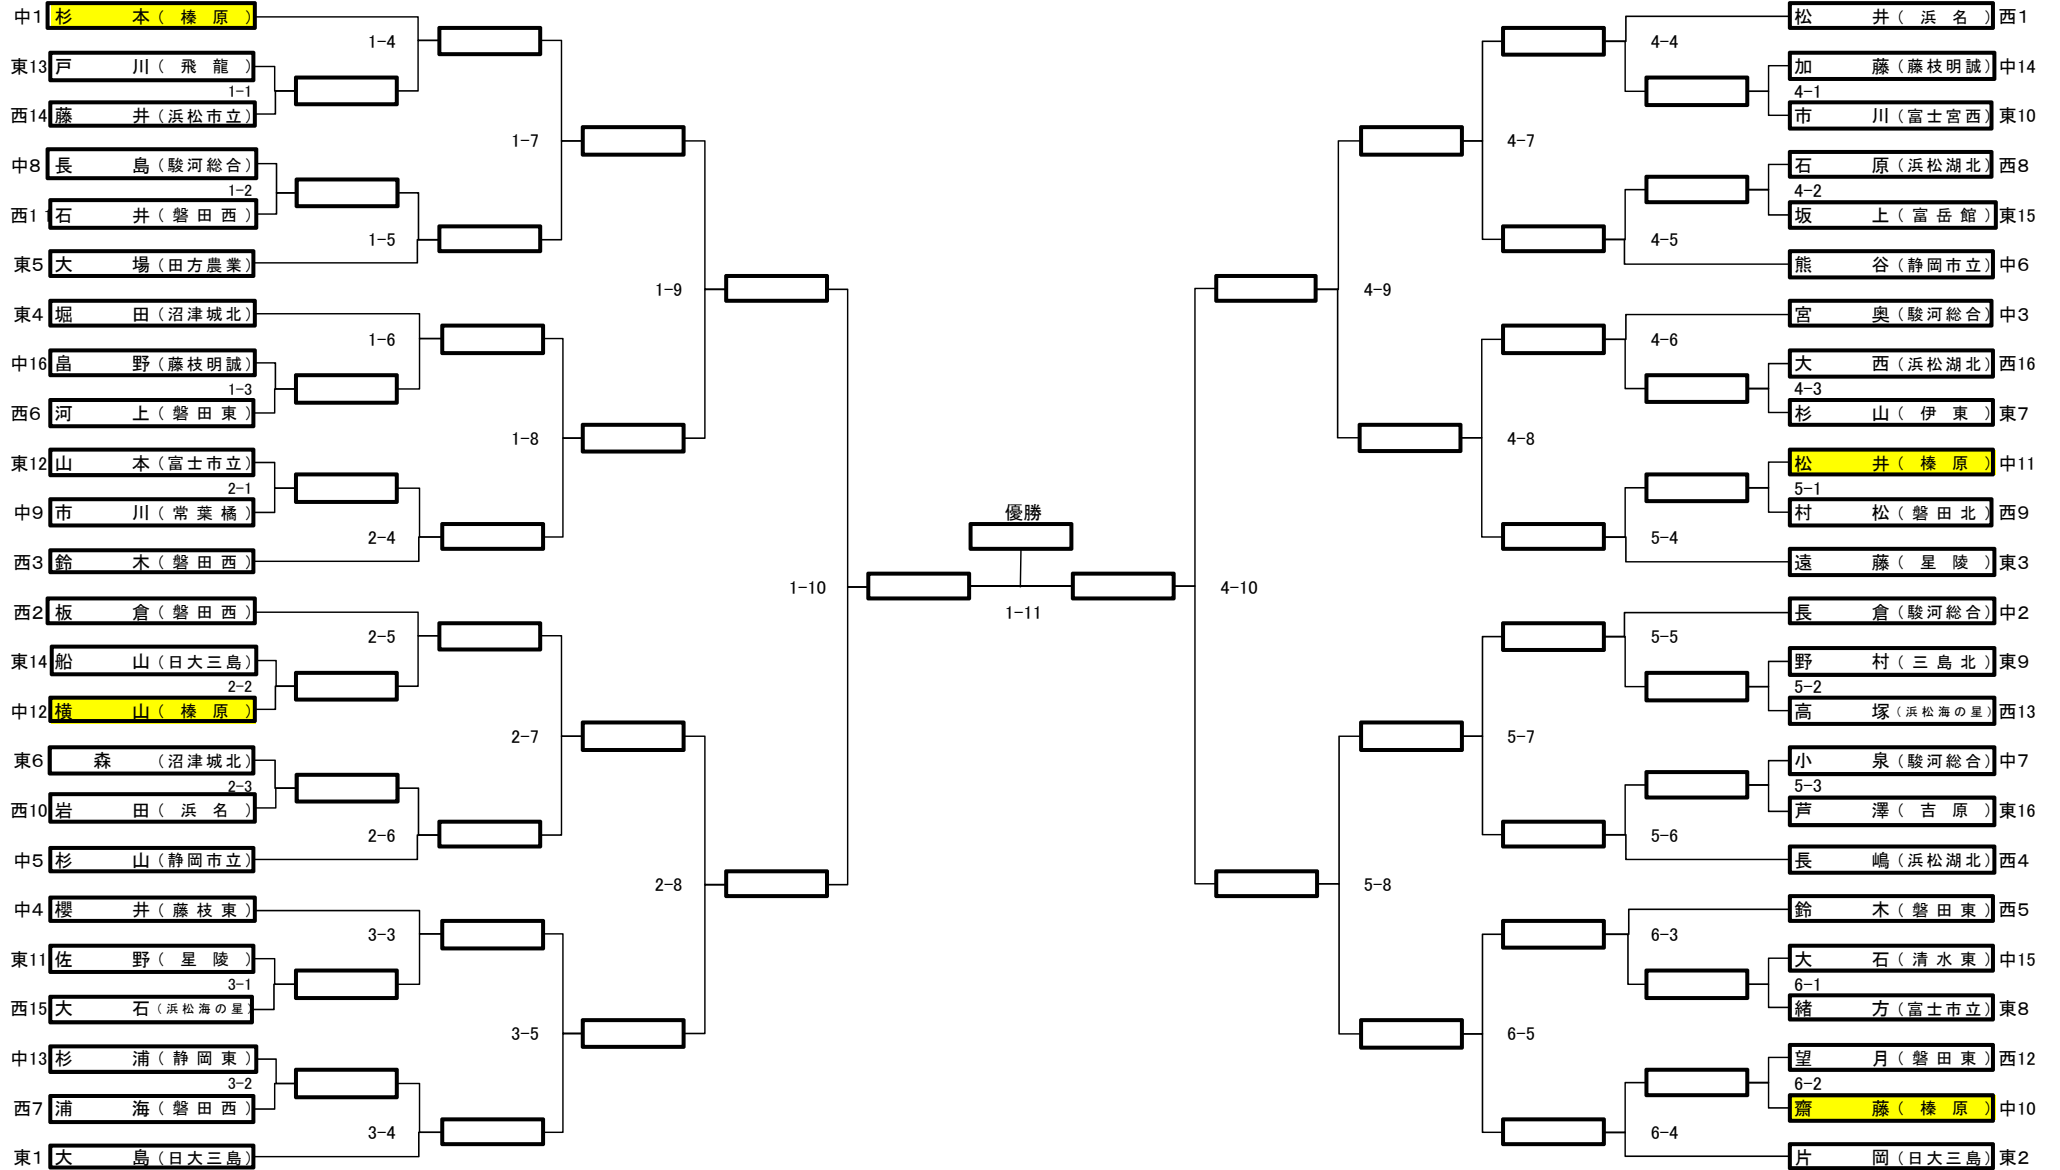 中1 杉本(榛原)
1-4
東13 戸川(飛龍)
1-1
西14 藤井(浜松市立)
1-7
中8 長島(駿河総合)
1-2
西11 石井(磐田西)
1-5
東5 大場(田方農業)
1-9
東4 堀田(沼津城北)
1-6
中16 畠野(藤枝明誠)
1-3
西6 河上(磐田東)
1-8
東12 山本(富士市立)
2-1
中9 市川(常葉橘)
2-4
西3 鈴木(磐田西)
1-10
西2 板倉(磐田西)
2-5
東14 船山(日大三島)
2-2
中12 横山(榛原)
2-7
東6 森(沼津城北)
2-3
西10 岩田(浜名)
2-6
中5 杉山(静岡市立)
2-8
中4 櫻井(藤枝東)
3-3
東11 佐野(星陵)
3-1
西15 大石(浜松海の星)
3-5
中13 杉浦(静岡東)
3-2
西7 浦海(磐田西)
3-4
東1 大島(日大三島)
優勝
1-11
松井(浜名) 西1
4-4
加藤(藤枝明誠) 中14
4-1
市川(富士宮西) 東10
4-7
石原(浜松湖北) 西8
4-2
坂上(富岳館) 東15
4-5
熊谷(静岡市立) 中6
4-9
宮奥(駿河総合) 中3
4-6
大西(浜松湖北) 西16
4-3
杉山(伊東) 東7
4-8
松井(榛原) 中11
5-1
村松(磐田北) 西9
5-4
遠藤(星陵) 東3
4-10
長倉(駿河総合) 中2
5-5
野村(三島北) 東9
5-2
高塚(浜松海の星) 西13
5-7
小泉(駿河総合) 中7
5-3
芦澤(吉原) 東16
5-6
長嶋(浜松湖北) 西4
5-8
鈴木(磐田東) 西5
6-3
大石(清水東) 中15
6-1
緒方(富士市立) 東8
6-5
望月(磐田東) 西12
6-2
齋藤(榛原) 中10
6-4
片岡(日大三島) 東2